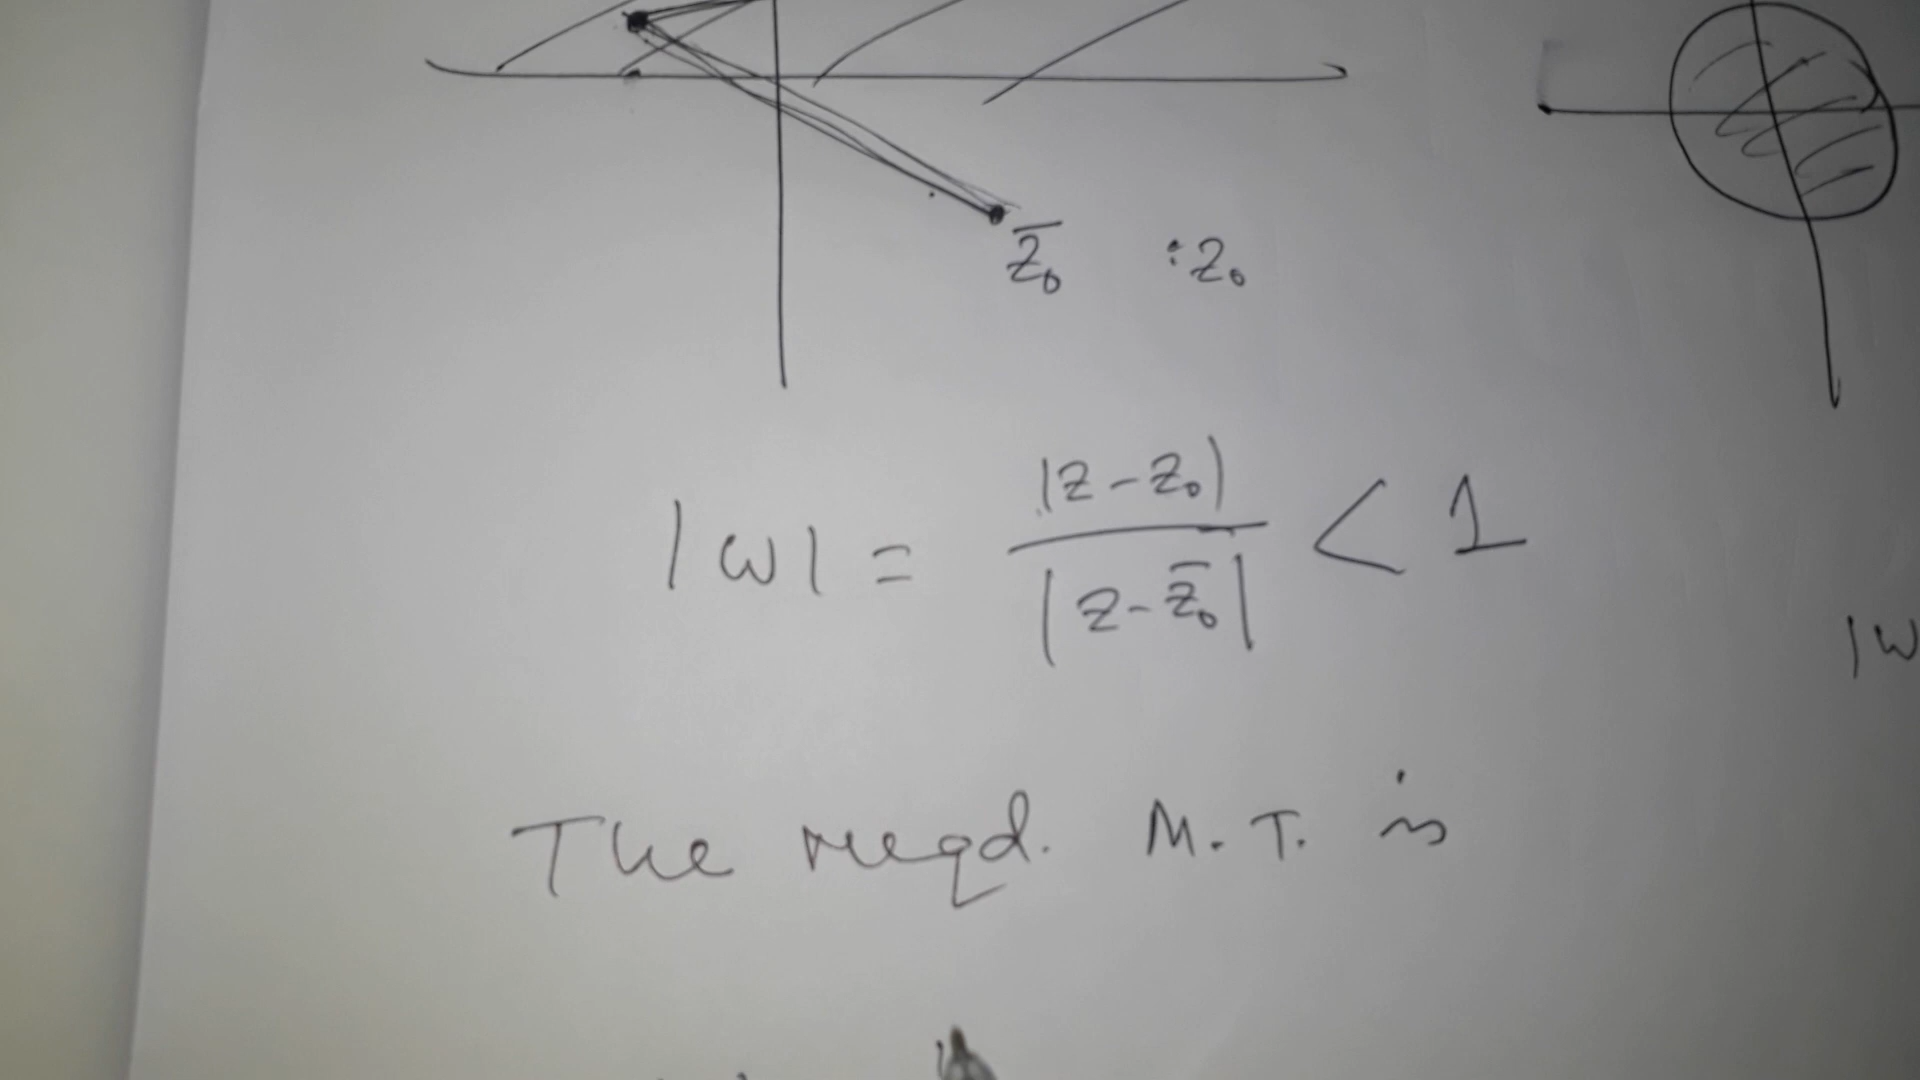 z̄₀ : z₀
|w| = |z - z₀| / |z - z̄₀| < 1
|w
The reqd. M. T. is